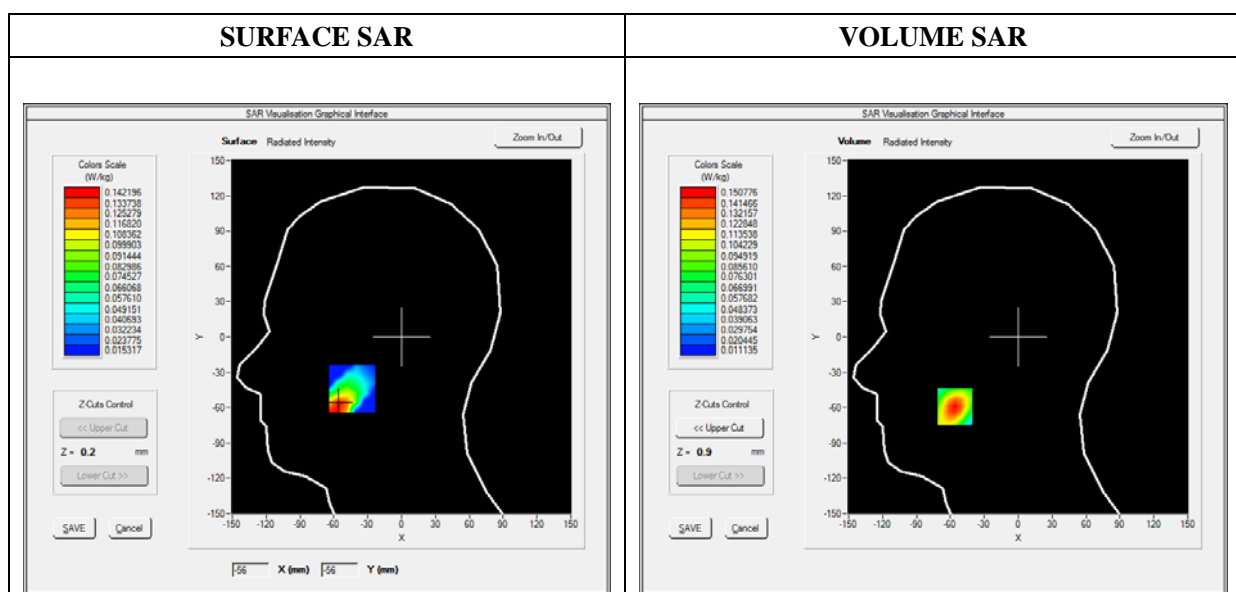 SURFACE SAR
VOLUME SAR
SAR Visualisation Graphical Interface
Surface Radiated Intensity
Zoom In/Out
Colors Scale
(W/kg)
0.142196
0.133738
0.125279
0.116820
0.108362
0.099903
0.091444
0.082986
0.074527
0.066068
0.057610
0.049151
0.040693
0.032234
0.023775
0.015317
150
120
90
60
30
0
-30
-60
-90
-120
-150
Y
-150 -120 -90 -60 -30 0 30 60 90 120 150
X
Z-Cuts Control
<< Upper Cut
Z = 0.2 mm
Lower Cut >>
SAVE Cancel
-56 X (mm) -56 Y (mm)
SAR Visualisation Graphical Interface
Volume Radiated Intensity
Zoom In/Out
Colors Scale
(W/kg)
0.150776
0.141466
0.132157
0.122848
0.113538
0.104229
0.094919
0.085610
0.076301
0.066991
0.057682
0.048373
0.039063
0.029754
0.020445
0.011135
150
120
90
60
30
0
-30
-60
-90
-120
-150
Y
-150 -120 -90 -60 -30 0 30 60 90 120 150
X
Z-Cuts Control
<< Upper Cut
Z = 0.9 mm
Lower Cut >>
SAVE Cancel